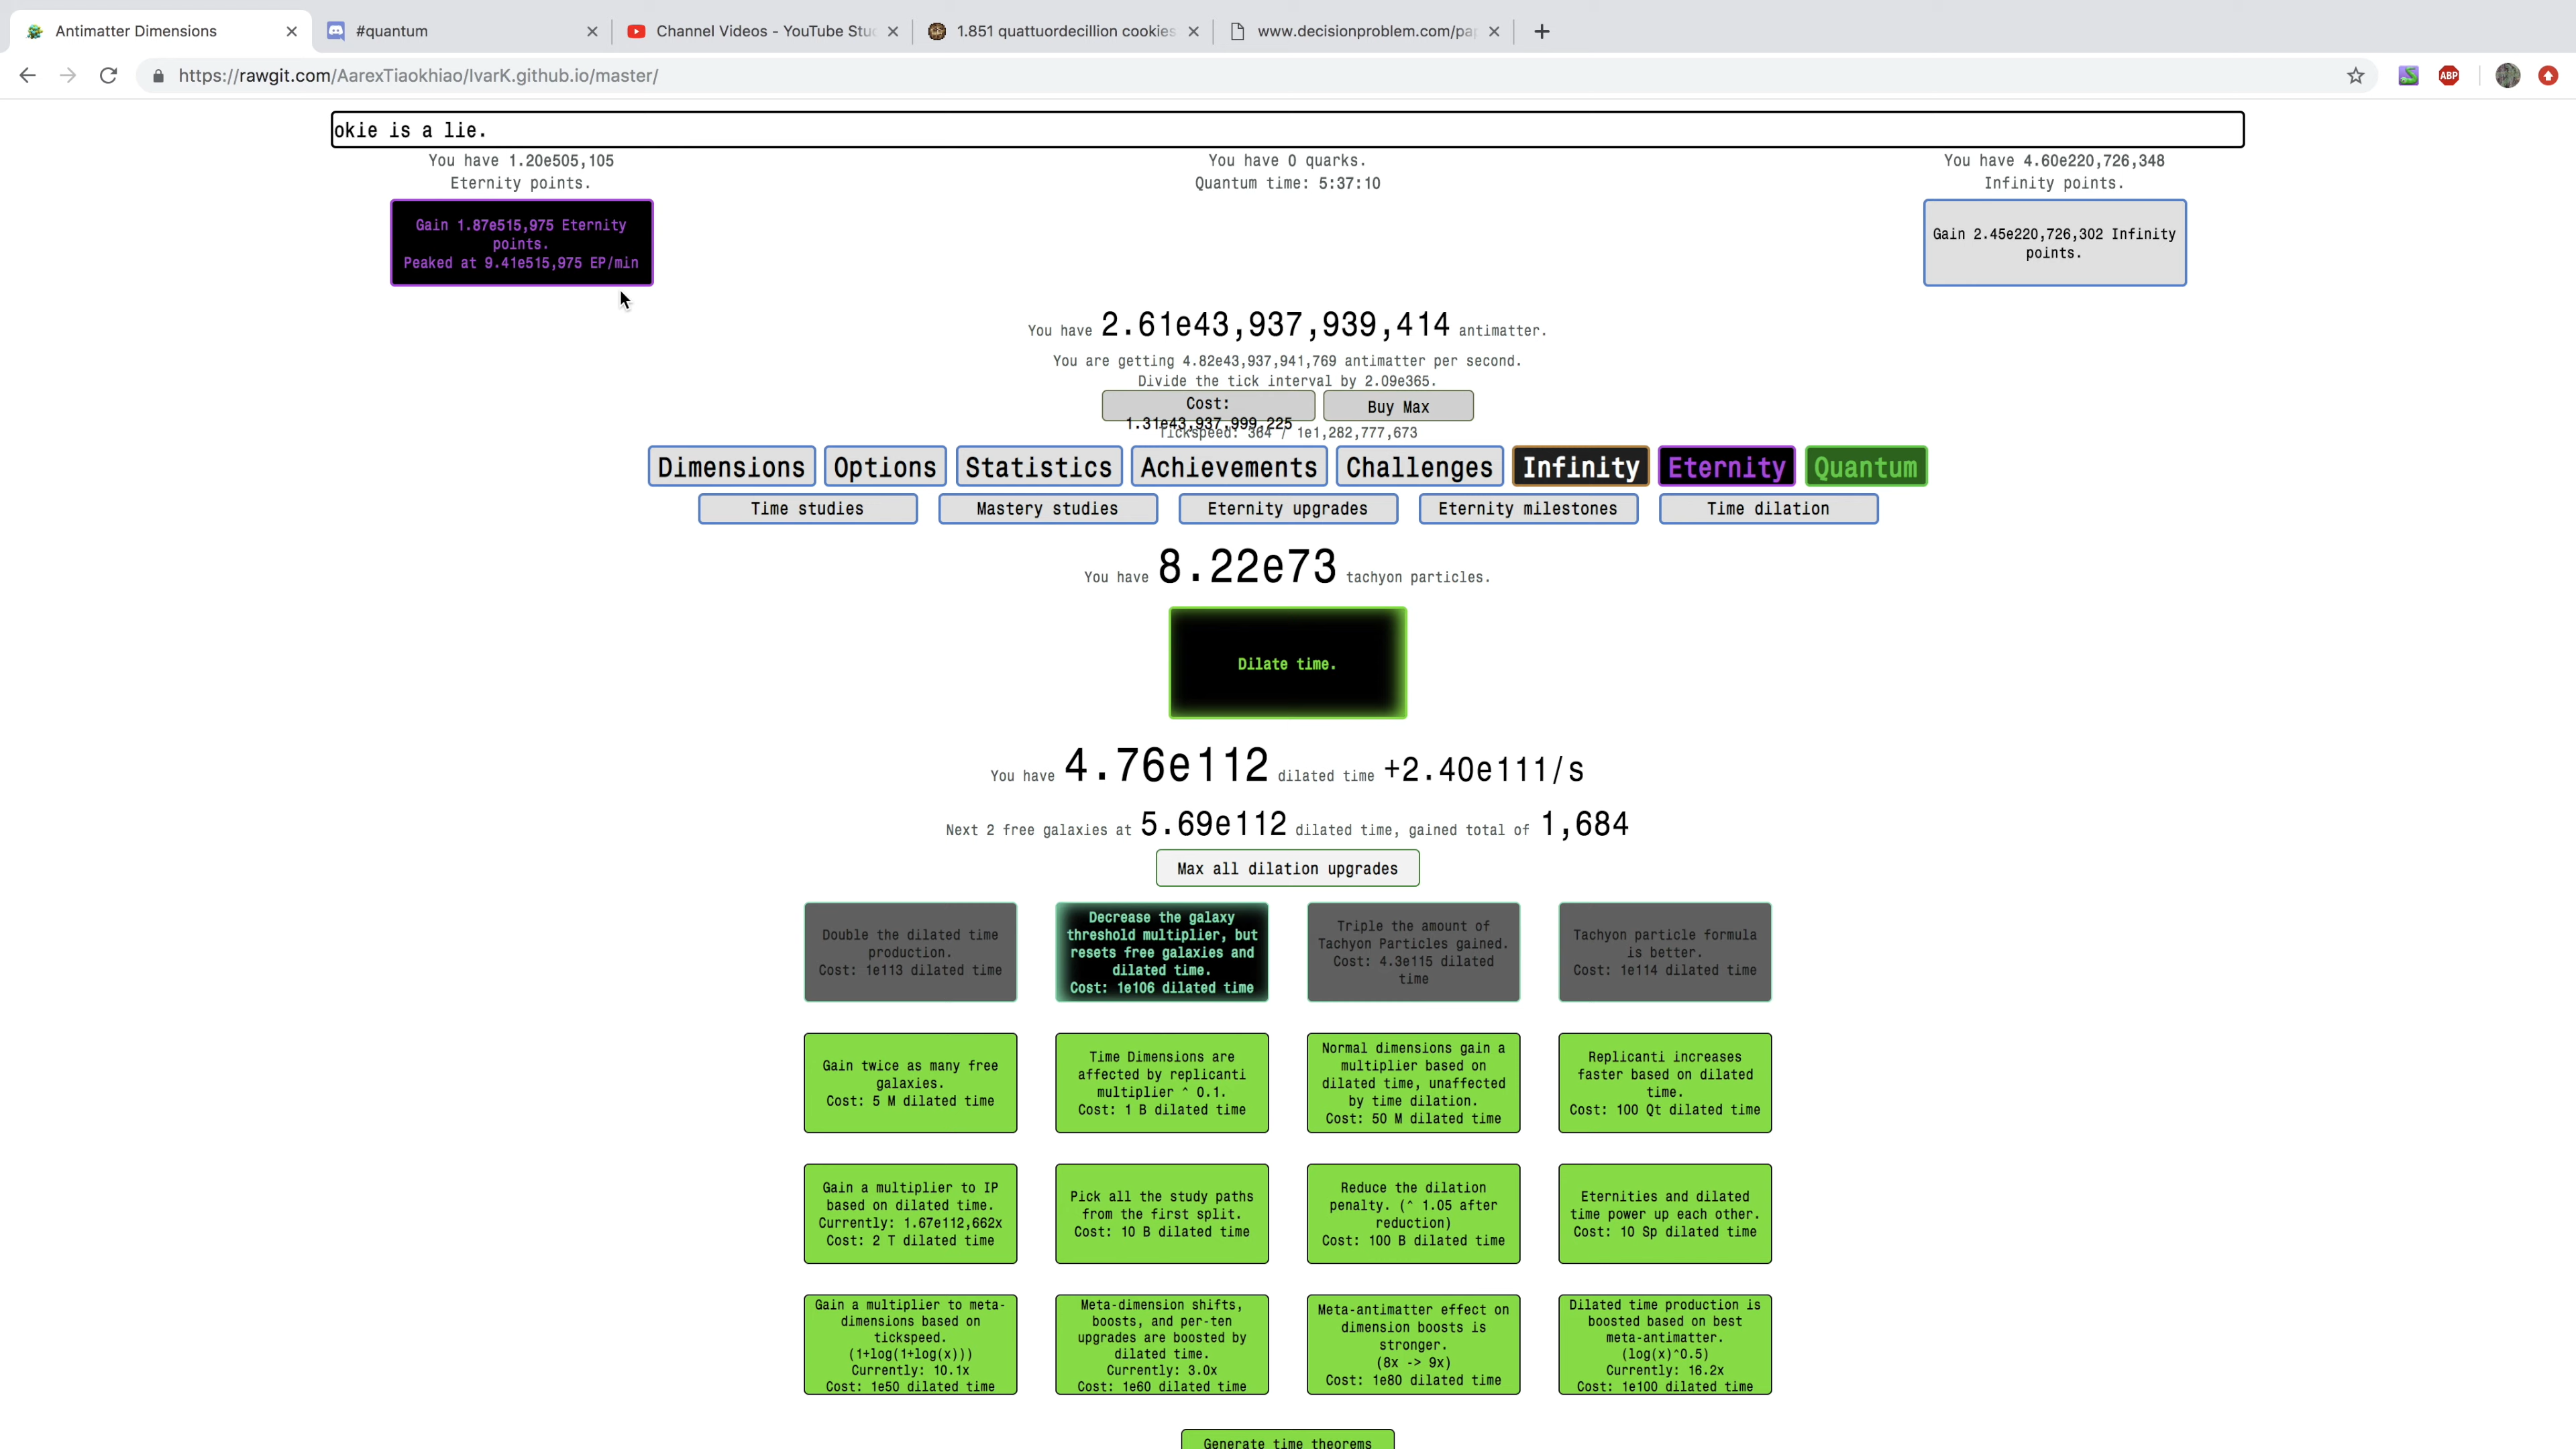 Antimatter Dimensions
#quantum
Channel Videos - YouTube Stu
1.851 quattuordecillion cookies
www.decisionproblem.com/pap
https://rawgit.com/AarexTiaokhiao/IvarK.github.io/master/
ABP
okie is a lie.
You have 1.20e505,105
Eternity points.
You have 0 quarks.
Quantum time: 5:37:10
You have 4.60e220,726,348
Infinity points.
Gain 1.87e515,975 Eternity
points.
Peaked at 9.41e515,975 EP/min
Gain 2.45e220,726,302 Infinity
points.
You have 2.61e43,937,939,414 antimatter.
You are getting 4.82e43,937,941,769 antimatter per second.
Divide the tick interval by 2.09e365.
Cost:
1.31e43,937,999,225
Buy Max
Tickspeed: 364 / 1e1,282,777,673
Dimensions
Options
Statistics
Achievements
Challenges
Infinity
Eternity
Quantum
Time studies
Mastery studies
Eternity upgrades
Eternity milestones
Time dilation
You have 8.22e73 tachyon particles.
Dilate time.
You have 4.76e112 dilated time +2.40e111/s
Next 2 free galaxies at 5.69e112 dilated time, gained total of 1,684
Max all dilation upgrades
Double the dilated time
production.
Cost: 1e113 dilated time
Decrease the galaxy
threshold multiplier, but
resets free galaxies and
dilated time.
Cost: 1e106 dilated time
Triple the amount of
Tachyon Particles gained.
Cost: 4.3e115 dilated
time
Tachyon particle formula
is better.
Cost: 1e114 dilated time
Gain twice as many free
galaxies.
Cost: 5 M dilated time
Time Dimensions are
affected by replicanti
multiplier ^ 0.1.
Cost: 1 B dilated time
Normal dimensions gain a
multiplier based on
dilated time, unaffected
by time dilation.
Cost: 50 M dilated time
Replicanti increases
faster based on dilated
time.
Cost: 100 Qt dilated time
Gain a multiplier to IP
based on dilated time.
Currently: 1.67e112,662x
Cost: 2 T dilated time
Pick all the study paths
from the first split.
Cost: 10 B dilated time
Reduce the dilation
penalty. (^ 1.05 after
reduction)
Cost: 100 B dilated time
Eternities and dilated
time power up each other.
Cost: 10 Sp dilated time
Gain a multiplier to meta-
dimensions based on
tickspeed.
(1+log(1+log(x)))
Currently: 10.1x
Cost: 1e50 dilated time
Meta-dimension shifts,
boosts, and per-ten
upgrades are boosted by
dilated time.
Currently: 3.0x
Cost: 1e60 dilated time
Meta-antimatter effect on
dimension boosts is
stronger.
(8x -> 9x)
Cost: 1e80 dilated time
Dilated time production is
boosted based on best
meta-antimatter.
(log(x)^0.5)
Currently: 16.2x
Cost: 1e100 dilated time
Generate time theorems